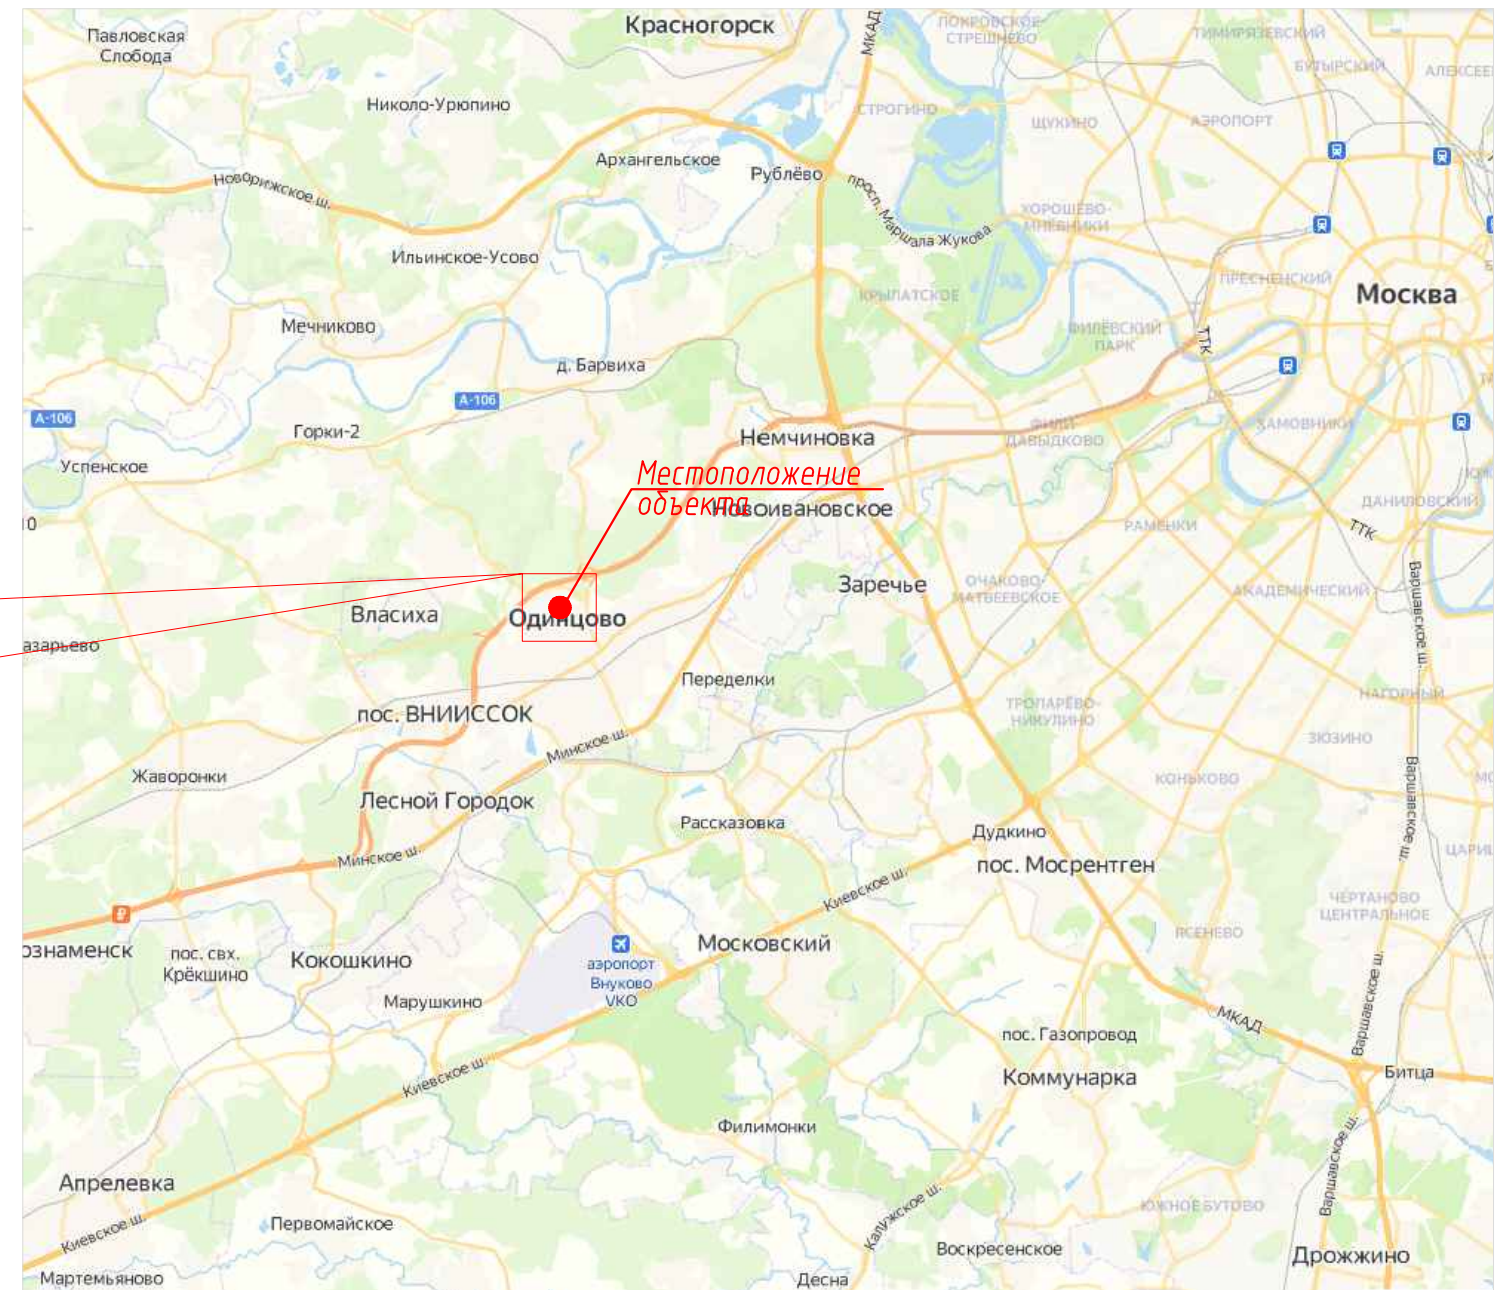 Красногорск
МКАД
ПОКРОВСКОЕ-
СТРЕШНЕВО
ТИМИРЯЗЕВСКИЙ
Павловская
Слобода
БУТЫРСКИЙ
Николо-Урюпино
СТРОГИНО
ЩУКИНО
АЭРОПОРТ
Архангельское
Рублёво
Новорижское ш.
просп. Маршала Жукова
ХОРОШЁВО-
МНЁВНИКИ
Ильинское-Усово
ПРЕСНЕНСКИЙ
КРЫЛАТСКОЕ
Москва
Мечниково
ФИЛЁВСКИЙ
ПАРК
ТТК
д. Барвиха
А-106
А-106
Горки-2
Немчиновка
ФИЛИ-
ДАВЫДКОВО
ХАМОВНИКИ
Успенское
Местоположение
объекта
Новоивановское
ДАНИЛОВСКИЙ
РАМЕНКИ
ТТК
10
Заречье
ОЧАКОВО-
МАТВЕЕВСКОЕ
АКАДЕМИЧЕСКИЙ
Варшавское ш.
Власиха
Одинцово
азарьево
Переделки
ТРОПАРЁВО-
НИКУЛИНО
НАГОРНЫЙ
пос. ВНИИССОК
Минское ш.
ЗЮЗИНО
Жаворонки
КОНЬКОВО
Варшавское ш.
Лесной Городок
Рассказовка
Дудкино
Минское ш.
пос. Мосрентген
Киевское ш.
ЧЕРТАНОВО
ЦЕНТРАЛЬНОЕ
ЯСЕНЕВО
ознаменск
пос. свх.
Крёкшино
Кокошкино
Московский
аэропорт
Внуково
VKO
Марушкино
Варшавское ш.
МКАД
пос. Газопровод
Киевское ш.
Коммунарка
Битца
Филимонки
Варшавское ш.
Апрелевка
Калужское ш.
ЮЖНОЕ БУТОВО
Киевское ш.
Первомайское
Воскресенское
Дрожжино
Мартемьяново
Десна